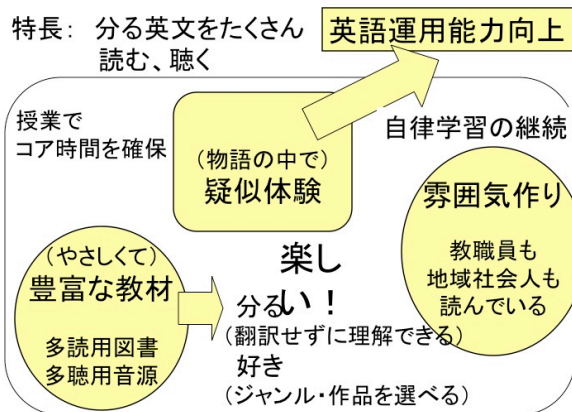 特長： 分る英文をたくさん
読む、聴く
英語運用能力向上
授業で
コア時間を確保
(物語の中で)
疑似体験
自律学習の継続
雰囲気作り
教職員も
地域社会人も
読んでいる
(やさしくて)
豊富な教材
多読用図書
多聴用音源
楽し
い！
分る
(翻訳せずに理解できる)
好き
(ジャンル・作品を選べる)